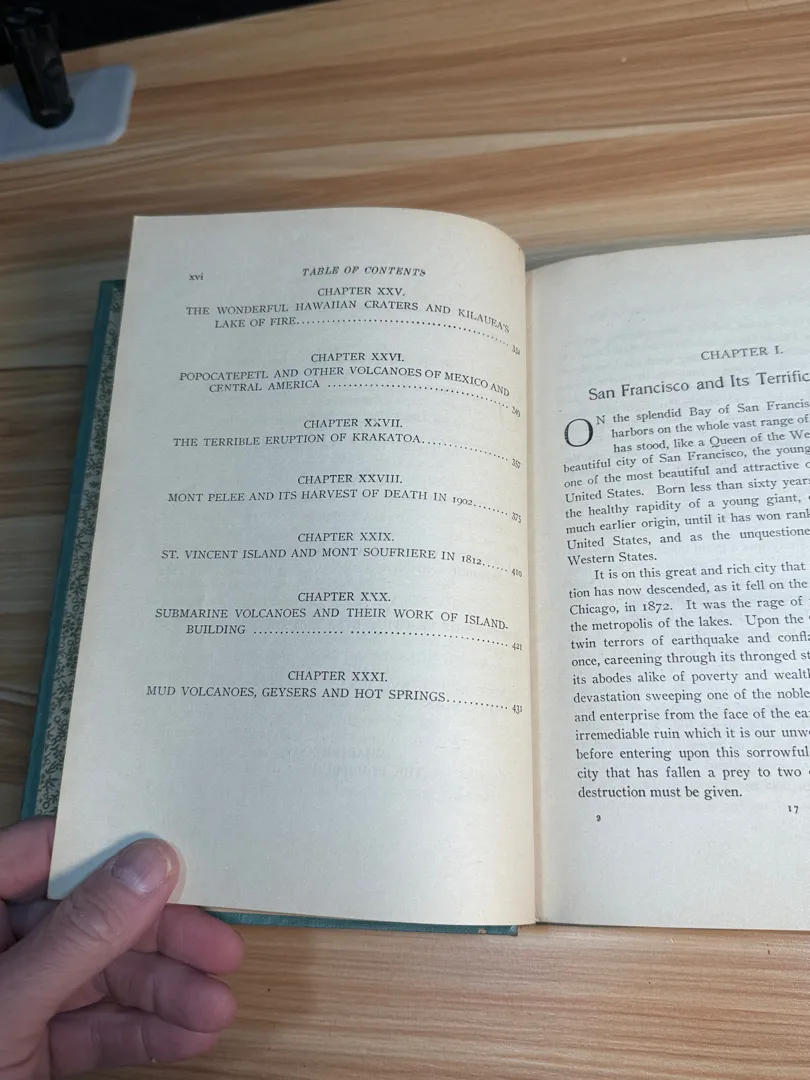 xvi TABLE OF CONTENTS
CHAPTER XXV.
THE WONDERFUL HAWAIIAN CRATERS AND KILAUEA'S
LAKE OF FIRE
CHAPTER XXVI.
POPOCATEPETL AND OTHER VOLCANOES OF MEXICO AND
CENTRAL AMERICA
CHAPTER XXVII.
THE TERRIBLE ERUPTION OF KRAKATOA 357
CHAPTER XXVIII.
MONT PELEE AND ITS HARVEST OF DEATH IN 1902 375
CHAPTER XXIX.
ST. VINCENT ISLAND AND MONT SOUFRIERE IN 1812 410
CHAPTER XXX.
SUBMARINE VOLCANOES AND THEIR WORK OF ISLAND-
BUILDING 421
CHAPTER XXXI.
MUD VOLCANOES, GEYSERS AND HOT SPRINGS 431
CHAPTER I.
San Francisco and Its Terrific
ON the splendid Bay of San Francis
harbors on the whole vast range of
has stood, like a Queen of the We
beautiful city of San Francisco, the young
one of the most beautiful and attractive
United States. Born less than sixty years
the healthy rapidity of a young giant,
much earlier origin, until it has won rank
United States, and as the unquestione
Western States.
It is on this great and rich city that
tion has now descended, as it fell on the
Chicago, in 1872. It was the rage of
the metropolis of the lakes. Upon the
twin terrors of earthquake and confla
once, careening through its thronged st
its abodes alike of poverty and wealt
devastation sweeping one of the noble
and enterprise from the face of the ea
irremediable ruin which it is our unw
before entering upon this sorrowful
city that has fallen a prey to two
destruction must be given.
2 17